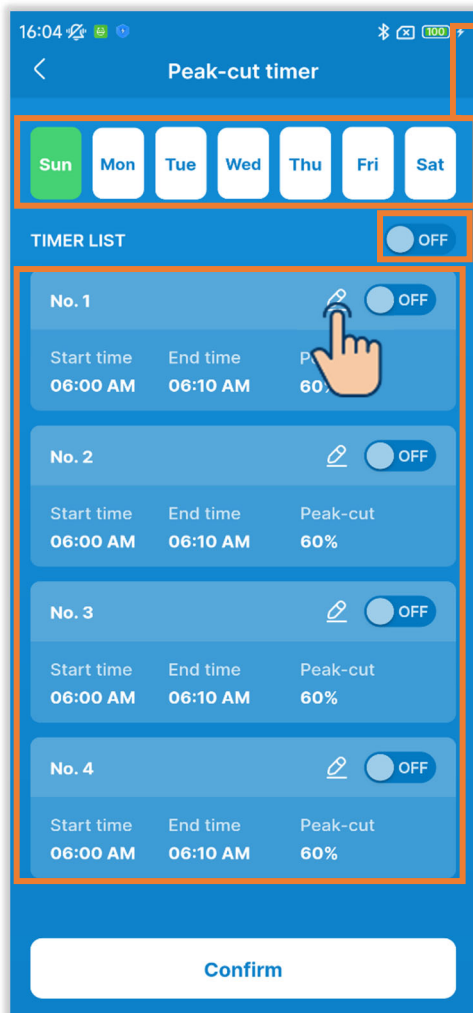 16:04 100
Peak-cut timer
Sun Mon Tue Wed Thu Fri Sat
TIMER LIST OFF
No. 1 OFF
Start time End time
06:00 AM 06:10 AM
No. 2 OFF
Start time End time Peak-cut
06:00 AM 06:10 AM 60%
No. 3 OFF
Start time End time Peak-cut
06:00 AM 06:10 AM 60%
No. 4 OFF
Start time End time Peak-cut
06:00 AM 06:10 AM 60%
Confirm